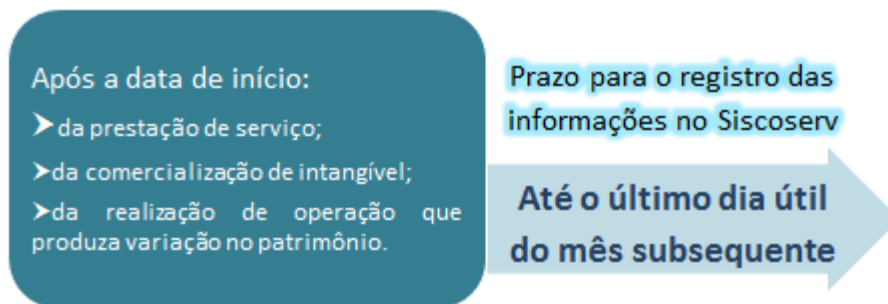 Após a data de início:
➤ da prestação de serviço;
➤da comercialização de intangível;
➤da realização de operação que
produza variação no patrimônio.
Prazo para o registro das
informações no Siscoserv
Até o último dia útil
do mês subsequente